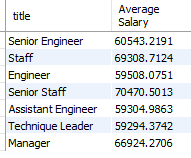 title Average Salary
Senior Engineer 60543.2191
Staff 69308.7124
Engineer 59508.0751
Senior Staff 70470.5013
Assistant Engineer 59304.9863
Technique Leader 59294.3742
Manager 66924.2706